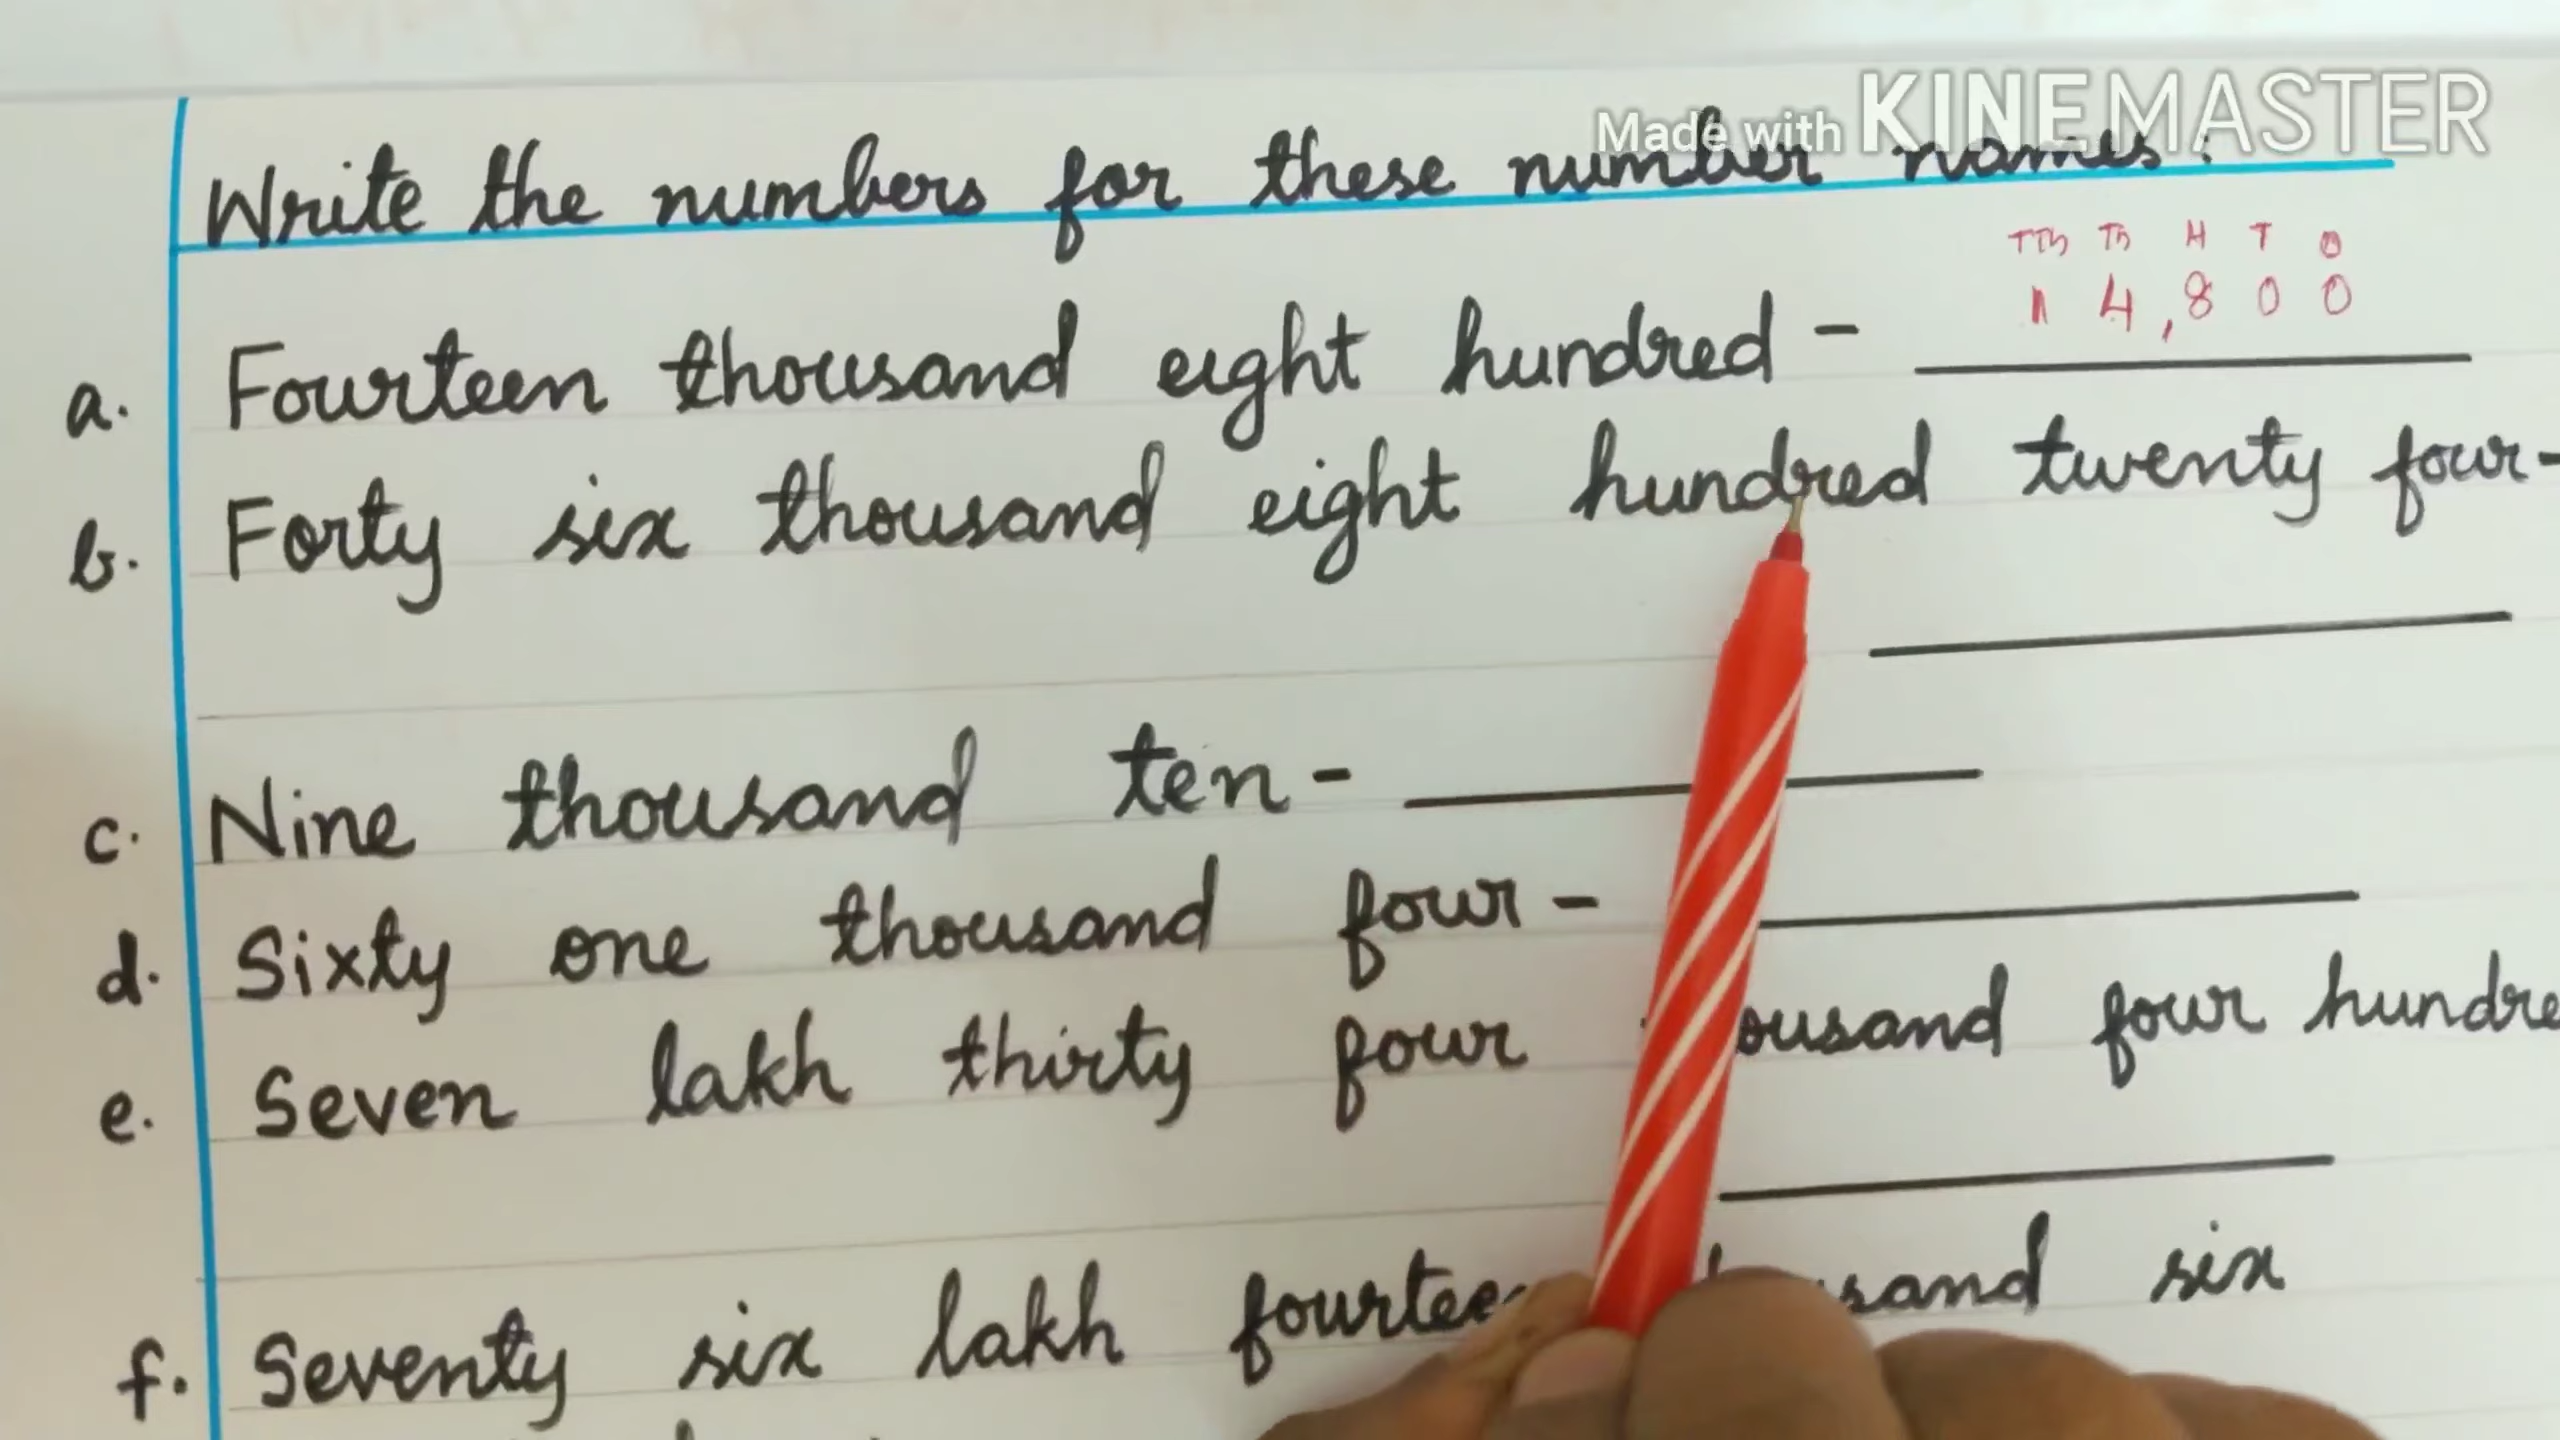 Made with KINEMASTER
Write the numbers for these number names:
TTh Th H T O
1 4,8 0 0
a. Fourteen thousand eight hundred -
b. Forty six thousand eight hundred twenty four -
c. Nine thousand ten -
d. Sixty one thousand four -
e. Seven lakh thirty four ousand four hundre
f. Seventy six lakh fourtee sand six